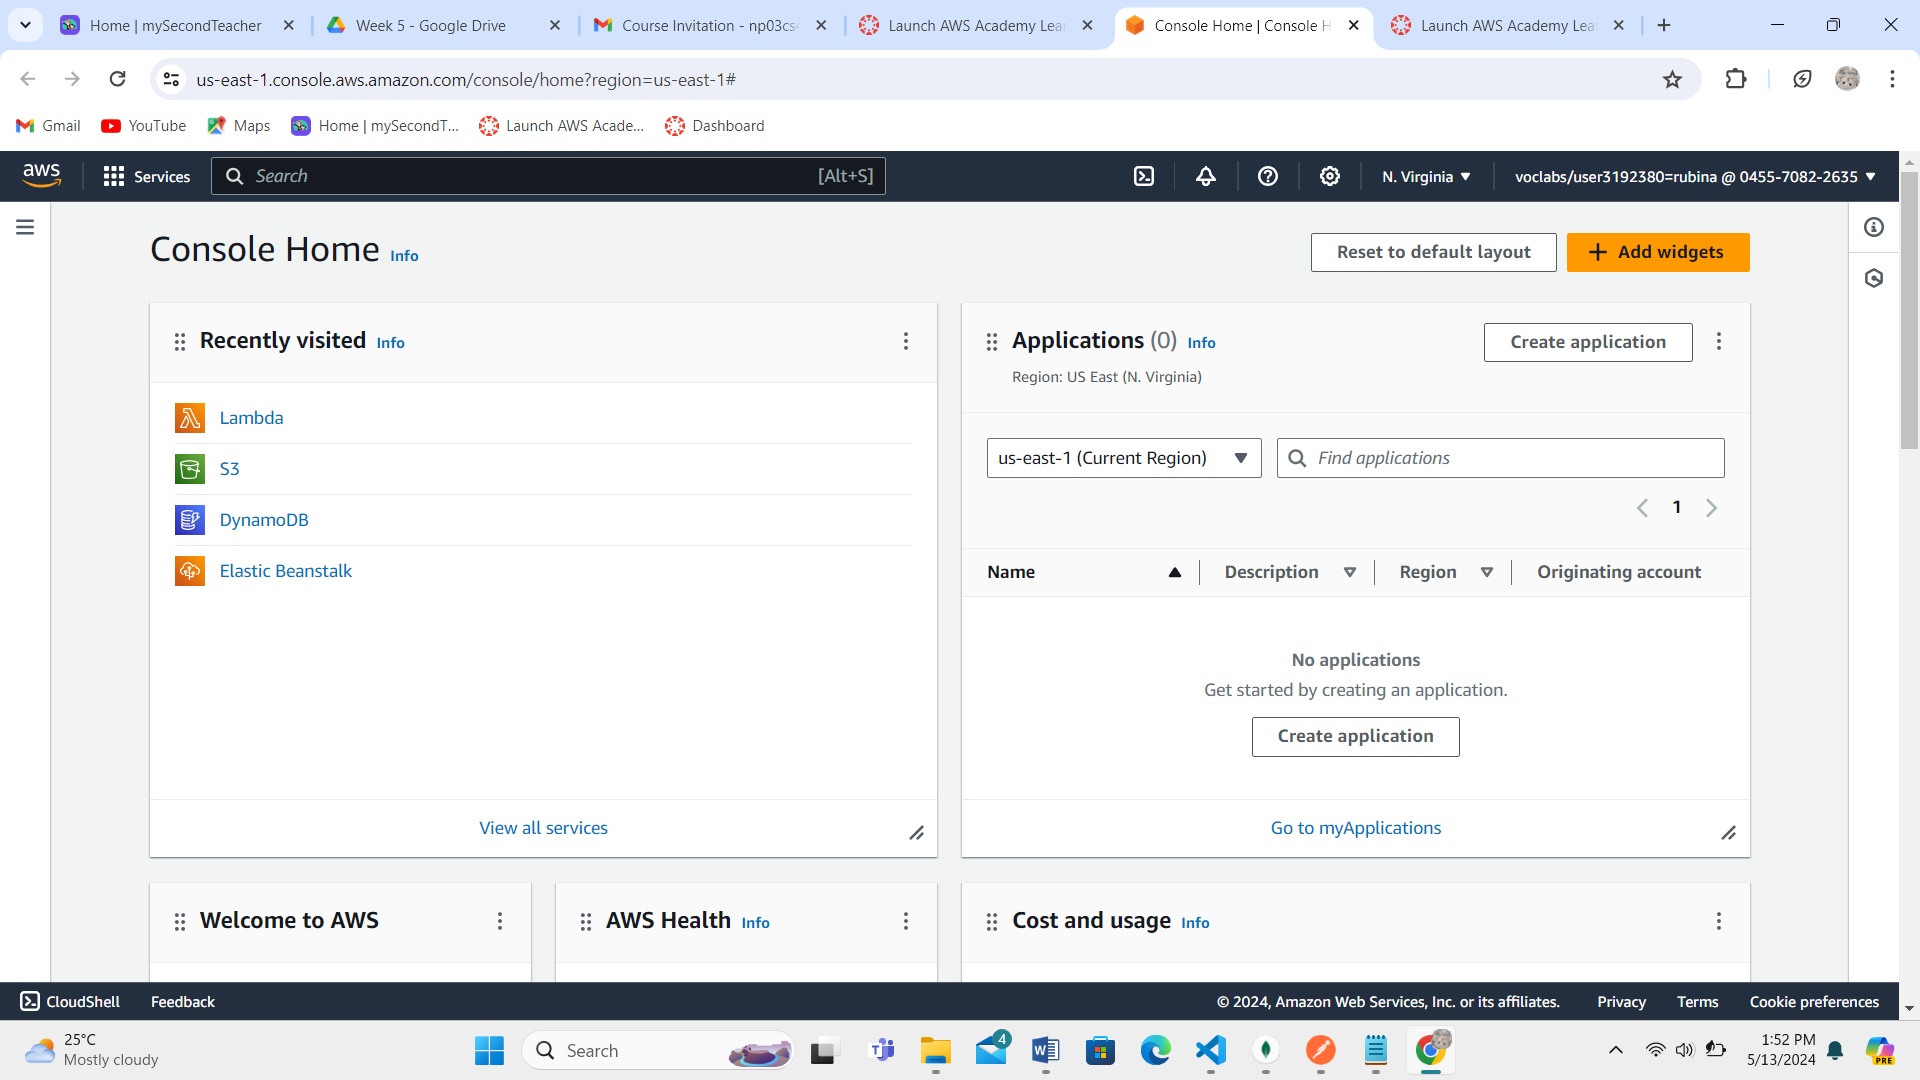 Home | mySecondTeacher
Week 5 - Google Drive
Course Invitation - np03cs4
Launch AWS Academy Lea
Console Home | Console H
Launch AWS Academy Lea
us-east-1.console.aws.amazon.com/console/home?region=us-east-1#
Gmail
YouTube
Maps
Home | mySecondT...
Launch AWS Acade...
Dashboard
aws
Services
Search
[Alt+S]
N. Virginia
voclabs/user3192380=rubina @ 0455-7082-2635
Console Home Info
Reset to default layout
Add widgets
Recently visited Info
Lambda
S3
DynamoDB
Elastic Beanstalk
View all services
Applications (0) Info
Region: US East (N. Virginia)
Create application
us-east-1 (Current Region)
Find applications
1
Name
Description
Region
Originating account
No applications
Get started by creating an application.
Create application
Go to myApplications
Welcome to AWS
AWS Health Info
Cost and usage Info
CloudShell
Feedback
© 2024, Amazon Web Services, Inc. or its affiliates.
Privacy
Terms
Cookie preferences
25°C
Mostly cloudy
Search
4
1:52 PM
5/13/2024
PRE